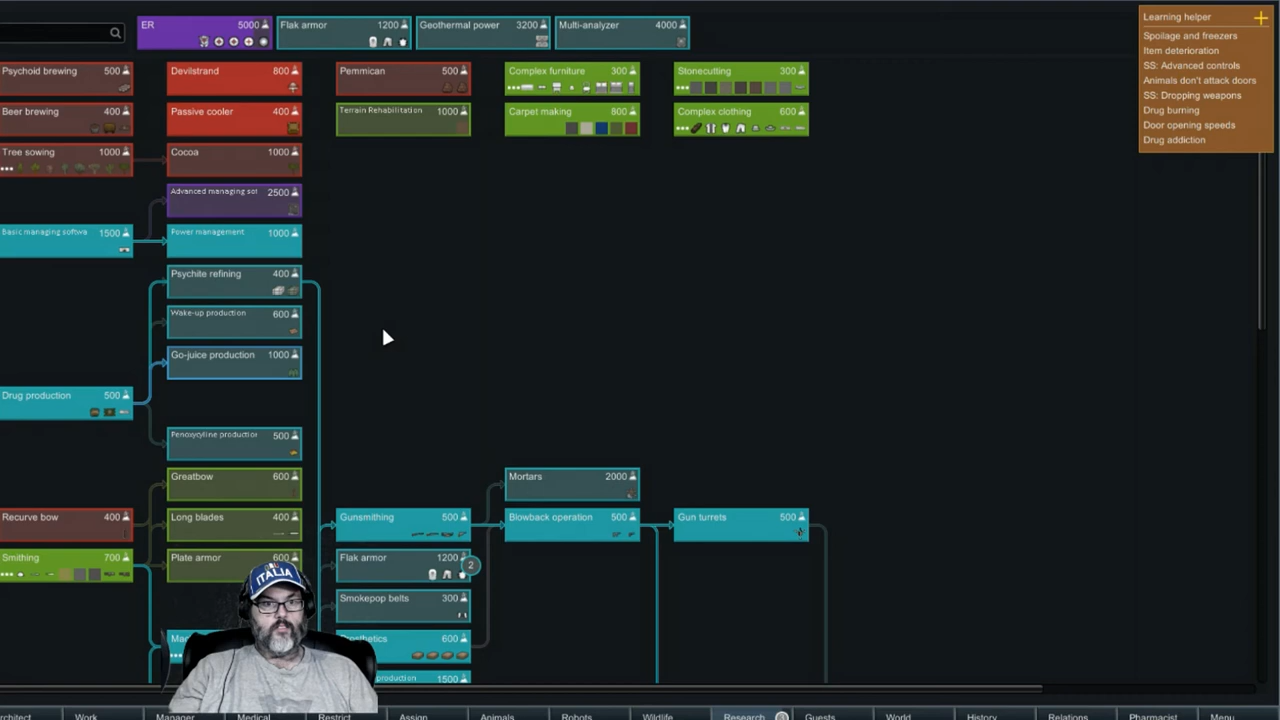 ER 5000
Flak armor 1200
Geothermal power 3200
Multi-analyzer 4000
Learning helper
Spoilage and freezers
Item deterioration
SS: Advanced controls
Animals don't attack doors
SS: Dropping weapons
Drug burning
Door opening speeds
Drug addiction
Psychoid brewing 500
Devilstrand 800
Pemmican 500
Complex furniture 300
Stonecutting 300
Beer brewing 400
Passive cooler 400
Terrain Rehabilitation 1000
Carpet making 800
Complex clothing 600
Tree sowing 1000
Cocoa 1000
Advanced managing sof 2500
Basic managing softwa 1500
Power management 1000
Psychite refining 400
Wake-up production 600
Go-juice production 1000
Drug production 500
Penoxycyline production 500
Greatbow 600
Mortars 2000
Recurve bow 400
Long blades 400
Gunsmithing 500
Blowback operation 500
Gun turrets 500
Smithing 700
Plate armor 600
Flak armor 1200
2
ITALIA
Smokepop belts 300
Mac
Prosthetics 600
production 1500
Architect
Work
Manager
Medical
Restrict
Assign
Animals
Robots
Wildlife
Research
Guests
World
History
Relations
Pharmacist
Menu